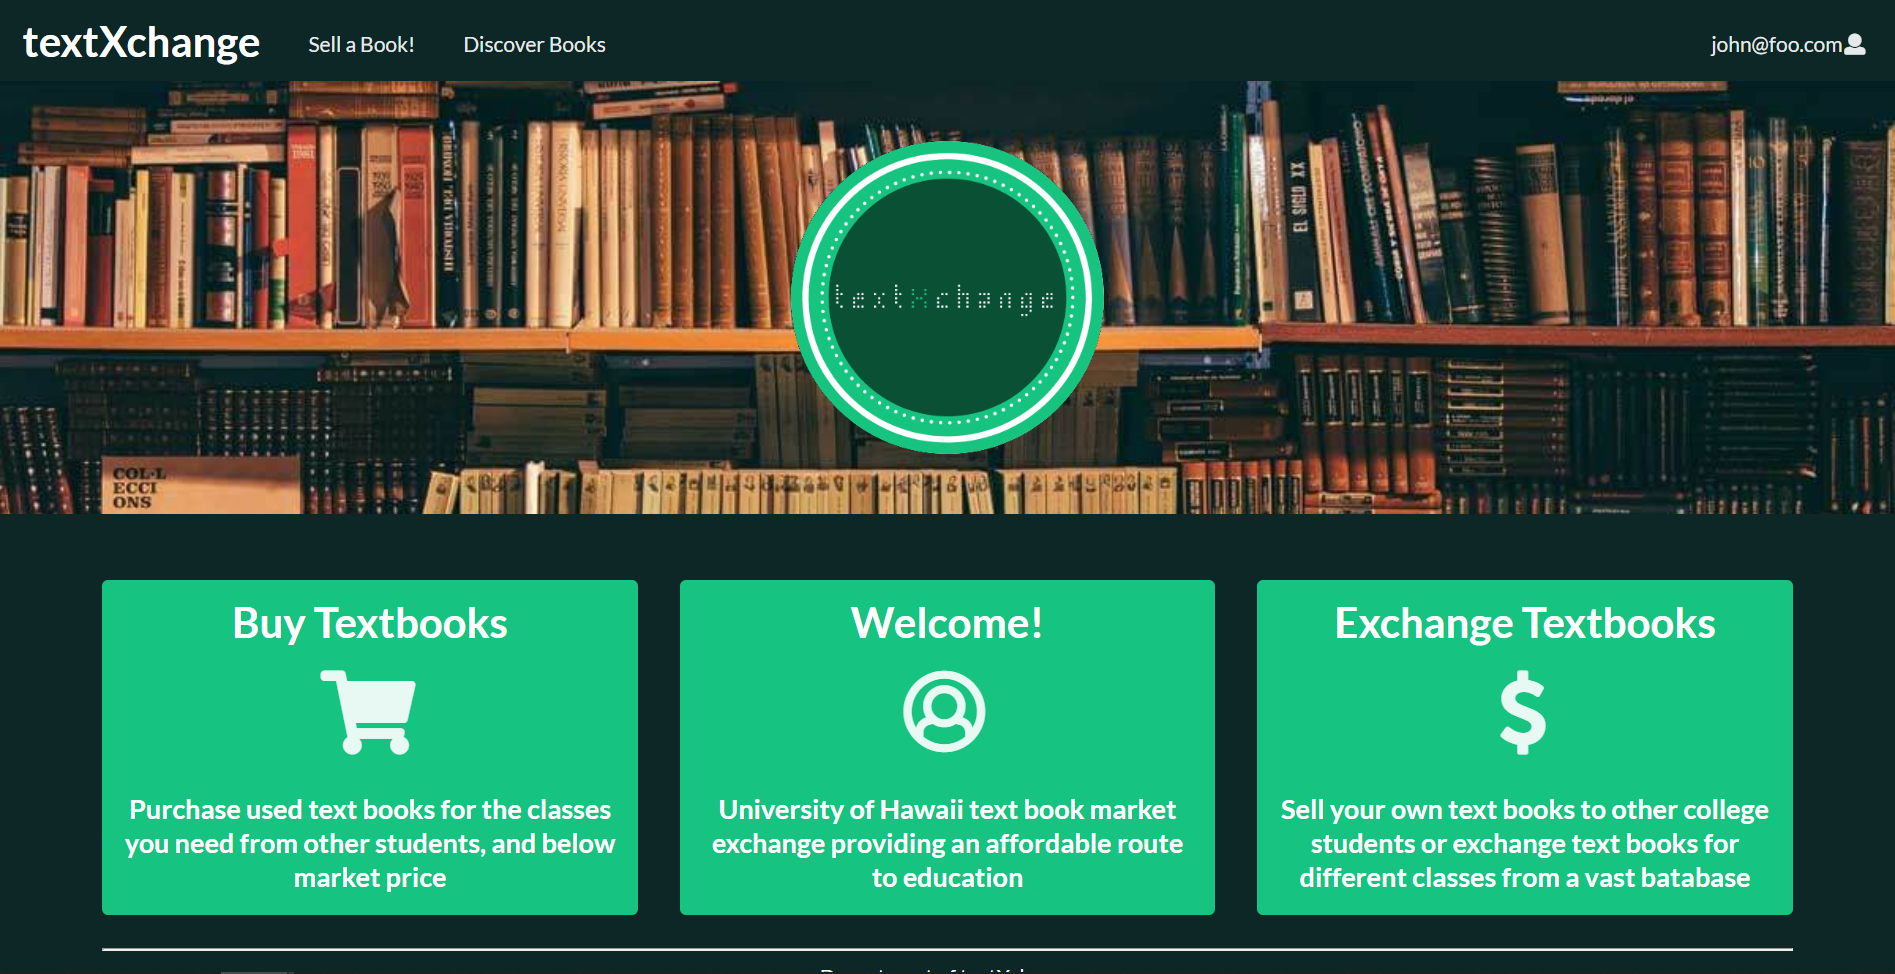 textXchange
Sell a Book!
Discover Books
john@foo.com
1981
EL SIGLO XX
textXchange
COL·L
ECCI
ONS
Buy Textbooks
Welcome!
Exchange Textbooks
Purchase used text books for the classes
you need from other students, and below
market price
University of Hawaii text book market
exchange providing an affordable route
to education
Sell your own text books to other college
students or exchange text books for
different classes from a vast batabase